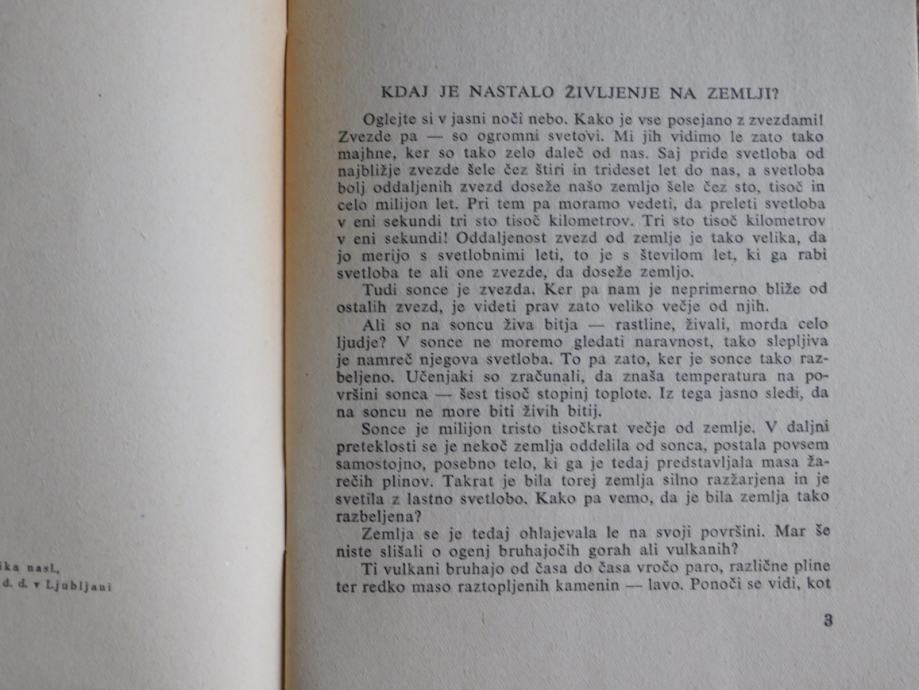 ika nasl.
d. d. v Ljubljani
KDAJ JE NASTALO ŽIVLJENJE NA ZEMLJI?
Oglejte si v jasni noči nebo. Kako je vse posejano z zvezdami!
Zvezde pa — so ogromni svetovi. Mi jih vidimo le zato tako
majhne, ker so tako zelo daleč od nas. Saj pride svetloba od
najbližje zvezde šele čez štiri in trideset let do nas, a svetloba
bolj oddaljenih zvezd doseže našo zemljo šele čez sto, tisoč in
celo milijon let. Pri tem pa moramo vedeti, da preleti svetloba
v eni sekundi tri sto tisoč kilometrov. Tri sto tisoč kilometrov
v eni sekundi! Oddaljenost zvezd od zemlje je tako velika, da
jo merijo s svetlobnimi leti, to je s številom let, ki ga rabi
svetloba te ali one zvezde, da doseže zemljo.
Tudi sonce je zvezda. Ker pa nam je neprimerno bliže od
ostalih zvezd, je videti prav zato veliko večje od njih.
Ali so na soncu živa bitja — rastline, živali, morda celo
ljudje? V sonce ne moremo gledati naravnost, tako slepljiva
je namreč njegova svetloba. To pa zato, ker je sonce tako raz-
beljeno. Učenjaki so zračunali, da znaša temperatura na po-
vršini sonca — šest tisoč stopinj toplote. Iz tega jasno sledi, da
na soncu ne more biti živih bitij.
Sonce je milijon tristo tisočkrat večje od zemlje. V daljni
preteklosti se je nekoč zemlja oddelila od sonca, postala povsem
samostojno, posebno telo, ki ga je tedaj predstavljala masa ža-
rečih plinov. Takrat je bila torej zemlja silno razžarjena in je
svetila z lastno svetlobo. Kako pa vemo, da je bila zemlja tako
razbeljena?
Zemlja se je tedaj ohlajevala le na svoji površini. Mar še
niste slišali o ogenj bruhajočih gorah ali vulkanih?
Ti vulkani bruhajo od časa do časa vročo paro, različne pline
ter redko maso raztopljenih kamenin — lavo. Ponoči se vidi, kot
3